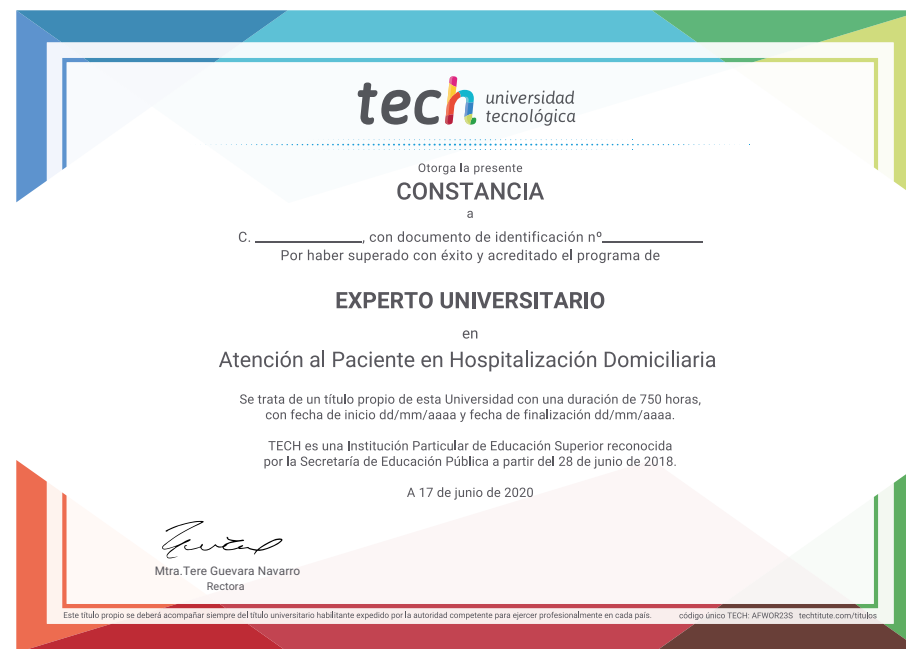 tech universidad
tecnológica
Otorga la presente
CONSTANCIA
a
C. ____________, con documento de identificación nº____________
Por haber superado con éxito y acreditado el programa de
EXPERTO UNIVERSITARIO
en
Atención al Paciente en Hospitalización Domiciliaria
Se trata de un título propio de esta Universidad con una duración de 750 horas,
con fecha de inicio dd/mm/aaaa y fecha de finalización dd/mm/aaaa.
TECH es una Institución Particular de Educación Superior reconocida
por la Secretaría de Educación Pública a partir del 28 de junio de 2018.
A 17 de junio de 2020
Mtra.Tere Guevara Navarro
Rectora
Este título propio se deberá acompañar siempre del título universitario habilitante expedido por la autoridad competente para ejercer profesionalmente en cada país. código único TECH: AFWOR23S techtitute.com/titulos